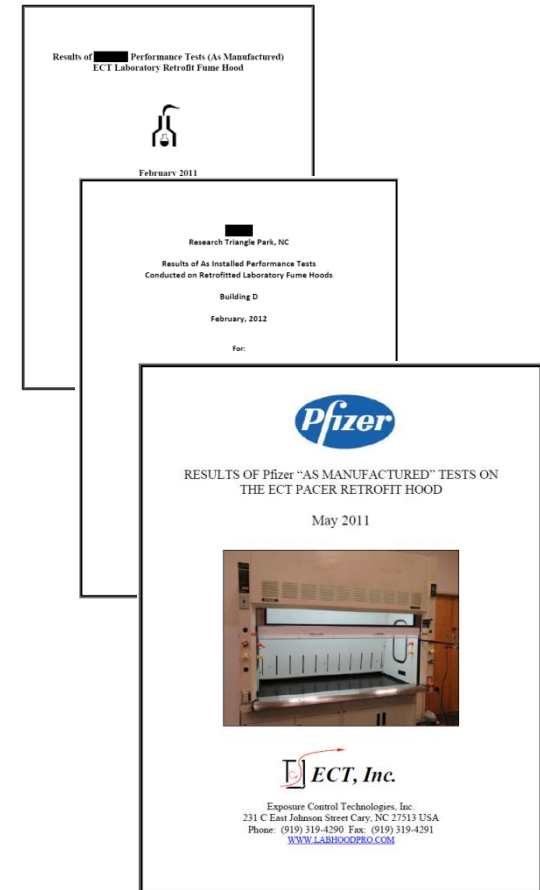 Results of Performance Tests (As Manufactured)
ECT Laboratory Retrofit Fume Hood
February 2011
Research Triangle Park, NC
Results of As Installed Performance Tests
Conducted on Retrofitted Laboratory Fume Hoods
Building D
February, 2012
For:
Pfizer
RESULTS OF Pfizer “AS MANUFACTURED” TESTS ON
THE ECT PACER RETROFIT HOOD
May 2011
ECT, Inc.
Exposure Control Technologies, Inc.
231 C East Johnson Street Cary, NC 27513 USA
Phone: (919) 319-4290 Fax: (919) 319-4291
WWW.LABHOODPRO.COM